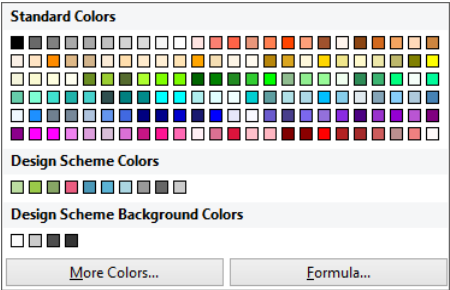 Standard Colors
Design Scheme Colors
Design Scheme Background Colors
More Colors...
Formula...